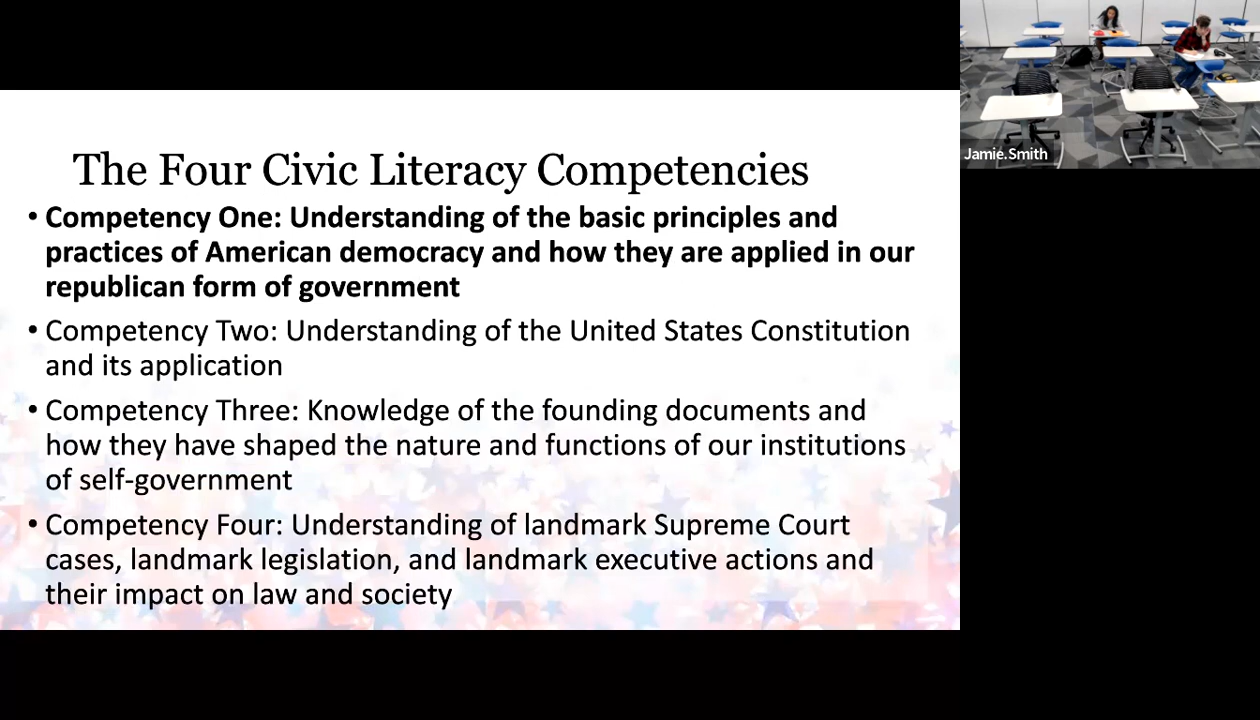 The Four Civic Literacy Competencies
• Competency One: Understanding of the basic principles and
practices of American democracy and how they are applied in our
republican form of government
• Competency Two: Understanding of the United States Constitution
and its application
• Competency Three: Knowledge of the founding documents and
how they have shaped the nature and functions of our institutions
of self-government
• Competency Four: Understanding of landmark Supreme Court
cases, landmark legislation, and landmark executive actions and
their impact on law and society
Jamie.Smith